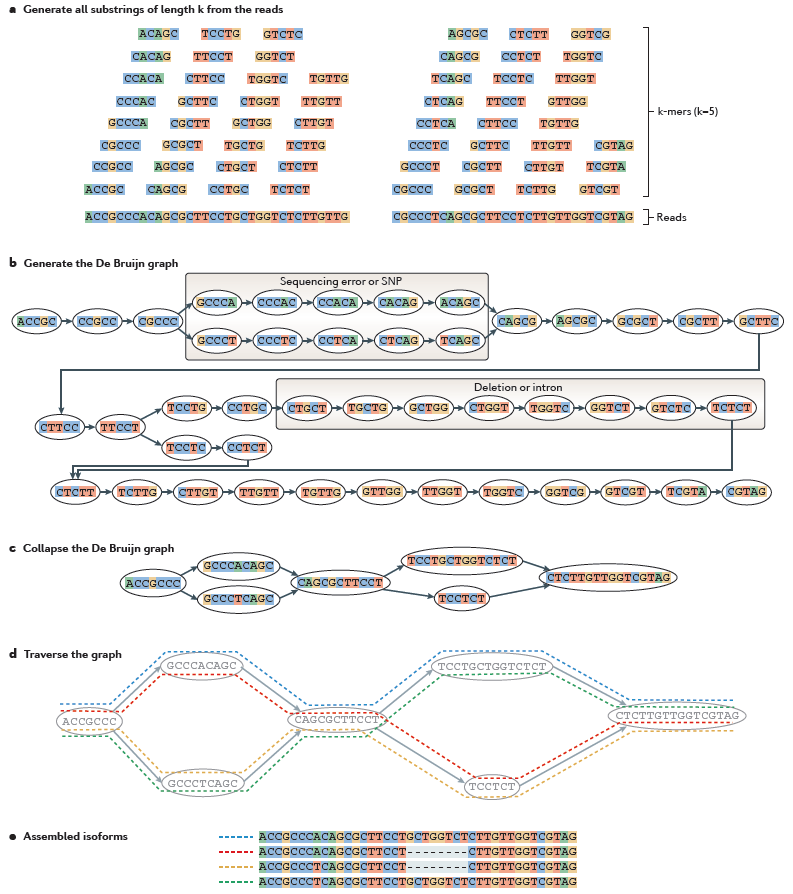 a Generate all substrings of length k from the reads
ACAGC TCCTG GTCTC AGCGC CTCTT GGTCG
CACAG TTCCT GGTCT CAGCG CCTCT TGGTC
CCACA CTTCC TGGTC TGTTG TCAGC TCCTC TTGGT
CCCAC GCTTC CTGGT TTGTT CTCAG TTCCT GTTGG
k-mers (k=5)
GCCCA CGCTT GCTGG CTTGT CCTCA CTTCC TGTTG
CGCCC GCGCT TGCTG TCTTG CCCTC GCTTC TTGTT CGTAG
CCGCC AGCGC CTGCT CTCTT GCCCT CGCTT CTTGT TCGTA
ACCGC CAGCG CCTGC TCTCT CGCCC GCGCT TCTTG GTCGT
ACCGCCCACAGCGCTTCCTGCTGGTCTCTTGTTG CGCCCTCAGCGCTTCCTCTTGTTGGTCGTAG Reads
b Generate the De Bruijn graph
Sequencing error or SNP
GCCCA CCCAC CCACA CACAG ACAGC
ACCGC CCGCC CGCCC CAGCG AGCGC GCGCT CGCTT GCTTC
GCCCT CCCTC CCTCA CTCAG TCAGC
Deletion or intron
TCCTG CCTGC CTGCT TGCTG GCTGG CTGGT TGGTC GGTCT GTCTC TCTCT
CTTCC TTCCT
TCCTC CCTCT
CTCTT TCTTG CTTGT TTGTT TGTTG GTTGG TTGGT TGGTC GGTCG GTCGT TCGTA CGTAG
c Collapse the De Bruijn graph
GCCCACAGC TCCTGCTGGTCTCT
ACCGCCC CAGCGCTTCCT CTCTTGTTGGTCGTAG
GCCCTCAGC TCCTCT
d Traverse the graph
GCCCACAGC TCCTGCTGGTCTCT
ACCGCCC CAGCGCTTCCT CTCTTGTTGGTCGTAG
GCCCTCAGC TCCTCT
e Assembled isoforms
ACCGCCCACAGCGCTTCCTGCTGGTCTCTTGTTGGTCGTAG
ACCGCCCACAGCGCTTCCT--------CTTGTTGGTCGTAG
ACCGCCCTCAGCGCTTCCT--------CTTGTTGGTCGTAG
ACCGCCCTCAGCGCTTCCTGCTGGTCTCTTGTTGGTCGTAG